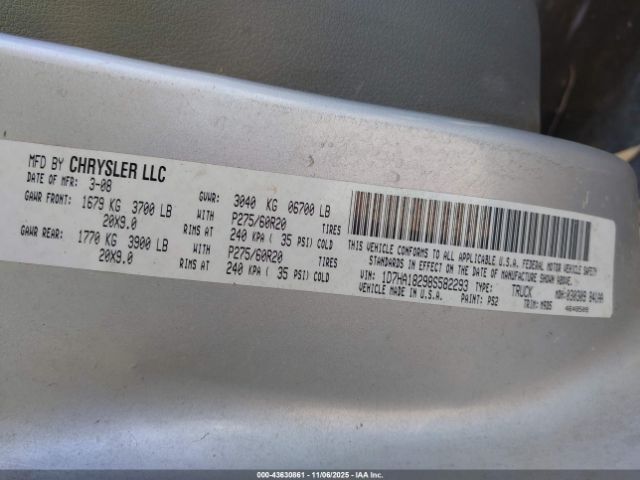 MFD BY CHRYSLER LLC
DATE OF MFR: 3-08 GVWR: 3040 KG 06700 LB
GAWR FRONT: 1679 KG 3700 LB WITH P275/60R20 TIRES
20X9.0 RIMS AT 240 KPA ( 35 PSI) COLD
GAWR REAR: 1770 KG 3900 LB WITH P275/60R20 TIRES
20X9.0 RIMS AT 240 KPA ( 35 PSI) COLD
THIS VEHICLE CONFORMS TO ALL APPLICABLE U.S.A. FEDERAL MOTOR VEHICLE SAFETY
STANDARDS IN EFFECT ON THE DATE OF MANUFACTURE SHOWN ABOVE.
VIN: 1D7HA18298S582293 TYPE: TRUCK
VEHICLE MADE IN U.S.A. PAINT: PS2 TRIM:
000-43630861 - 11/06/2025 - IAAI.com